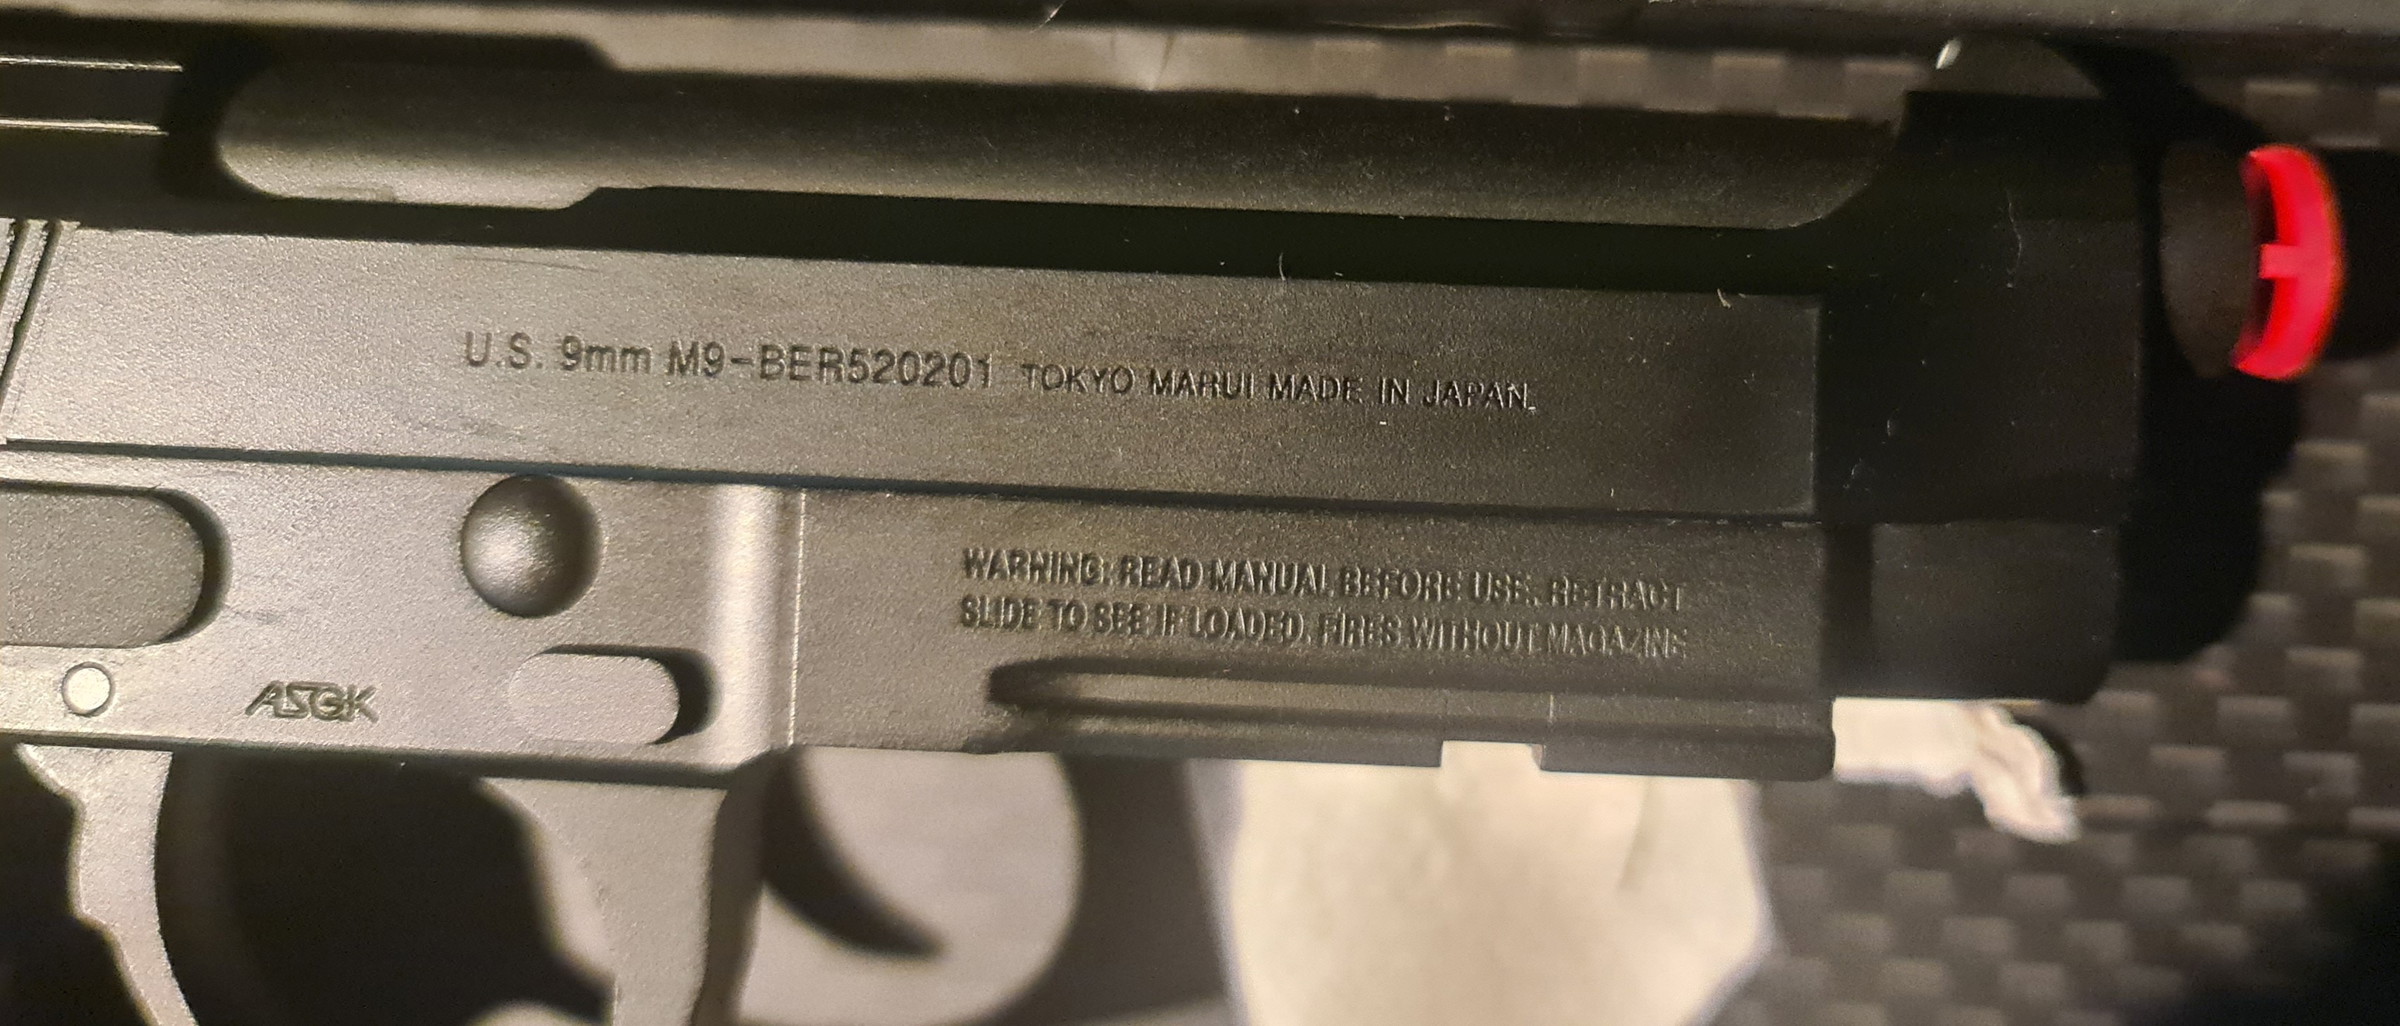 U.S. 9mm M9-BER520201 TOKYO MARUI MADE IN JAPAN.
WARNING: READ MANUAL BEFORE USE. RETRACT
SLIDE TO SEE IF LOADED. FIRES WITHOUT MAGAZINE
ASGK